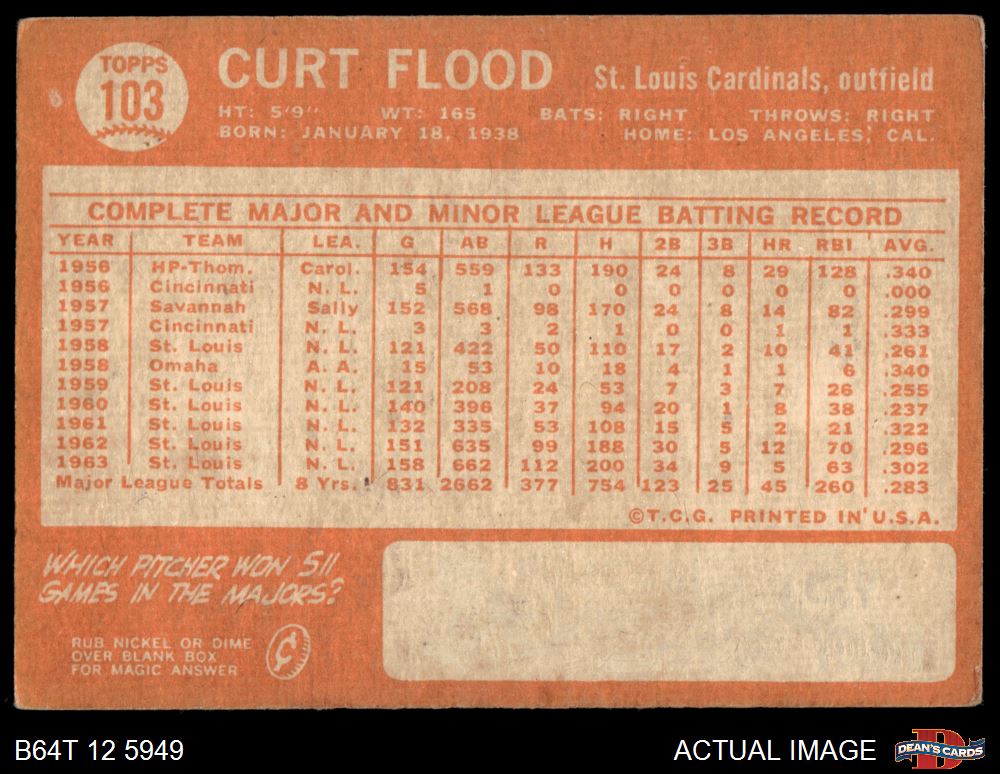 TOPPS
103
CURT FLOOD St. Louis Cardinals, outfield
HT: 5'9" WT: 165 BATS: RIGHT THROWS: RIGHT
BORN: JANUARY 18, 1938 HOME: LOS ANGELES, CAL.
COMPLETE MAJOR AND MINOR LEAGUE BATTING RECORD
YEAR TEAM LEA. G AB R H 2B 3B HR RBI AVG.
1956 HP-Thom. Carol. 154 559 133 190 24 8 29 128 .340
1956 Cincinnati N. L. 5 1 0 0 0 0 0 0 .000
1957 Savannah Sally 152 568 98 170 24 8 14 82 .299
1957 Cincinnati N. L. 3 3 2 1 0 0 1 1 .333
1958 St. Louis N. L. 121 422 50 110 17 2 10 41 .261
1958 Omaha A. A. 15 53 10 18 4 1 1 6 .340
1959 St. Louis N. L. 121 208 24 53 7 3 7 26 .255
1960 St. Louis N. L. 140 396 37 94 20 1 8 38 .237
1961 St. Louis N. L. 132 335 53 108 15 5 2 21 .322
1962 St. Louis N. L. 151 635 99 188 30 5 12 70 .296
1963 St. Louis N. L. 158 662 112 200 34 9 5 63 .302
Major League Totals 8 Yrs. 831 2662 377 754 123 25 45 260 .283
©T.C.G. PRINTED IN U.S.A.
WHICH PITCHER WON 511
GAMES IN THE MAJORS?
RUB NICKEL OR DIME
OVER BLANK BOX
FOR MAGIC ANSWER
¢
B64T 12 5949 ACTUAL IMAGE
D
DEAN'S CARDS